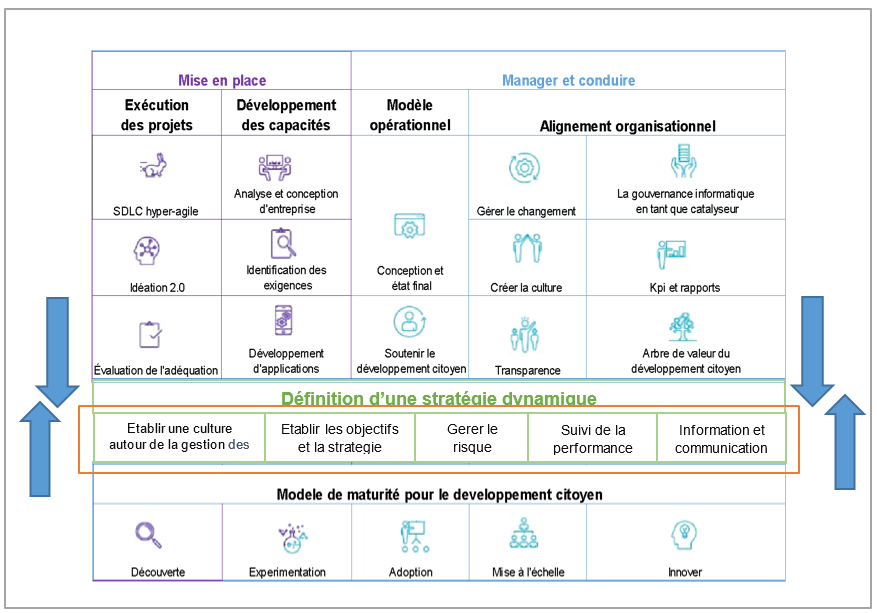 Mise en place
Manager et conduire
Exécution
des projets
Développement
des capacités
Modèle
opérationnel
Alignement organisationnel
SDLC hyper-agile
Analyse et conception
d'entreprise
Gérer le changement
La gouvernance informatique
en tant que catalyseur
Idéation 2.0
Identification des
exigences
Conception et
état final
Créer la culture
Kpi et rapports
Évaluation de l'adéquation
Développement
d'applications
Soutenir le
développement citoyen
Transparence
Arbre de valeur du
développement citoyen
Définition d'une stratégie dynamique
Etablir une culture
autour de la gestion des
Etablir les objectifs
et la strategie
Gerer le
risque
Suivi de la
performance
Information et
communication
Modele de maturité pour le developpement citoyen
Découverte
Experimentation
Adoption
Mise à l'échelle
Innover